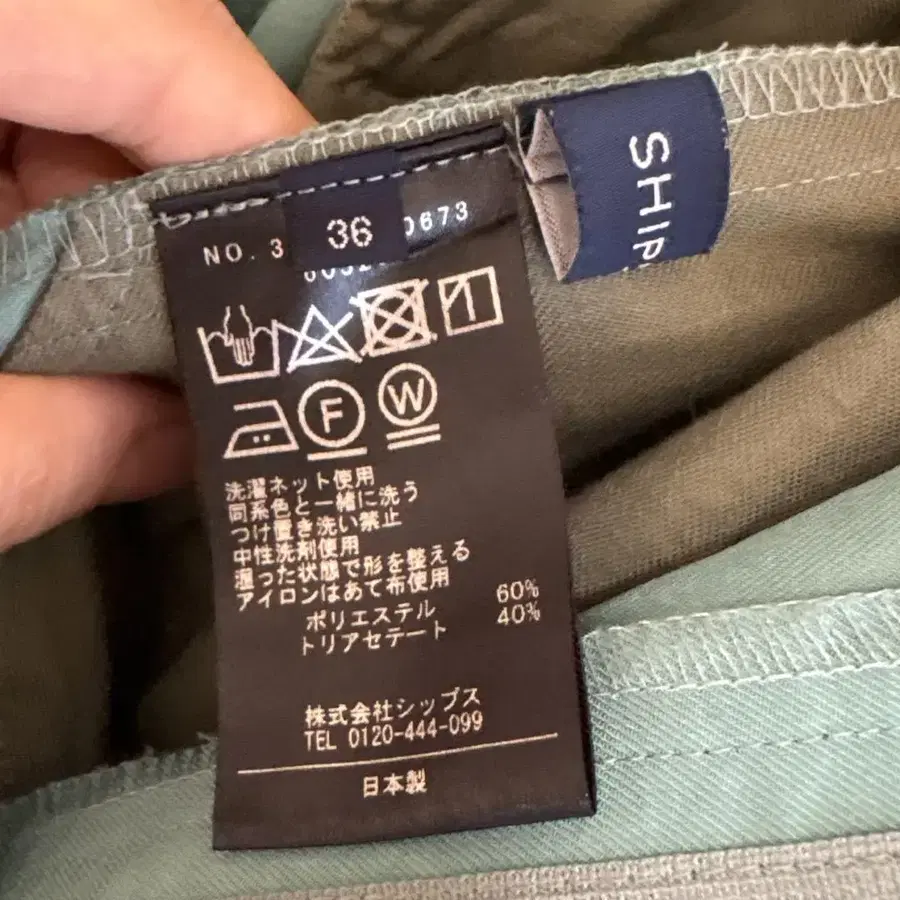 SHIP
NO. 3 36 0673
F
W
洗濯ネット使用
同系色と一緒に洗う
つけ置き洗い禁止
中性洗剤使用
湿った状態で形を整える
アイロンはあて布使用
ポリエステル 60%
トリアセテート 40%
株式会社シップス
TEL 0120-444-099
日本製